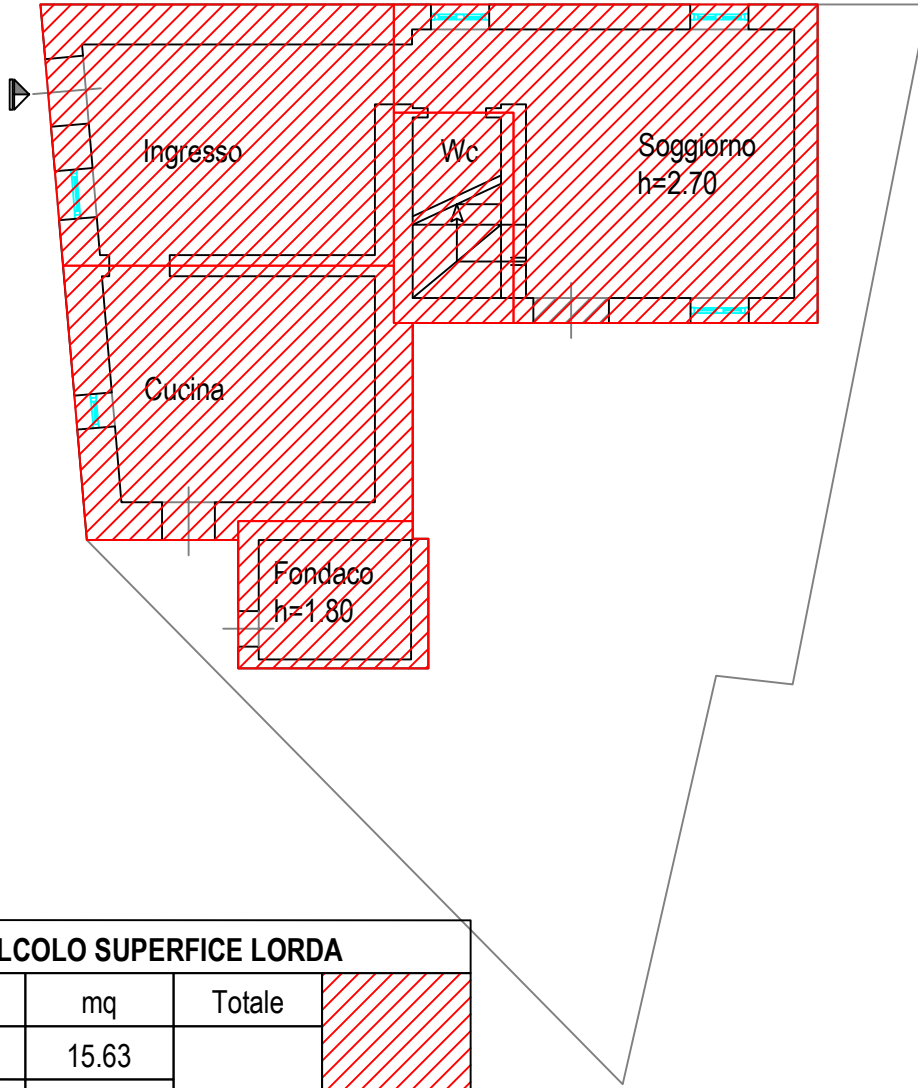 Ingresso
Wc
Soggiorno
h=2.70
Cucina
Fondaco
h=1.80
LCOLO SUPERFICE LORDA
mq
Totale
15.63